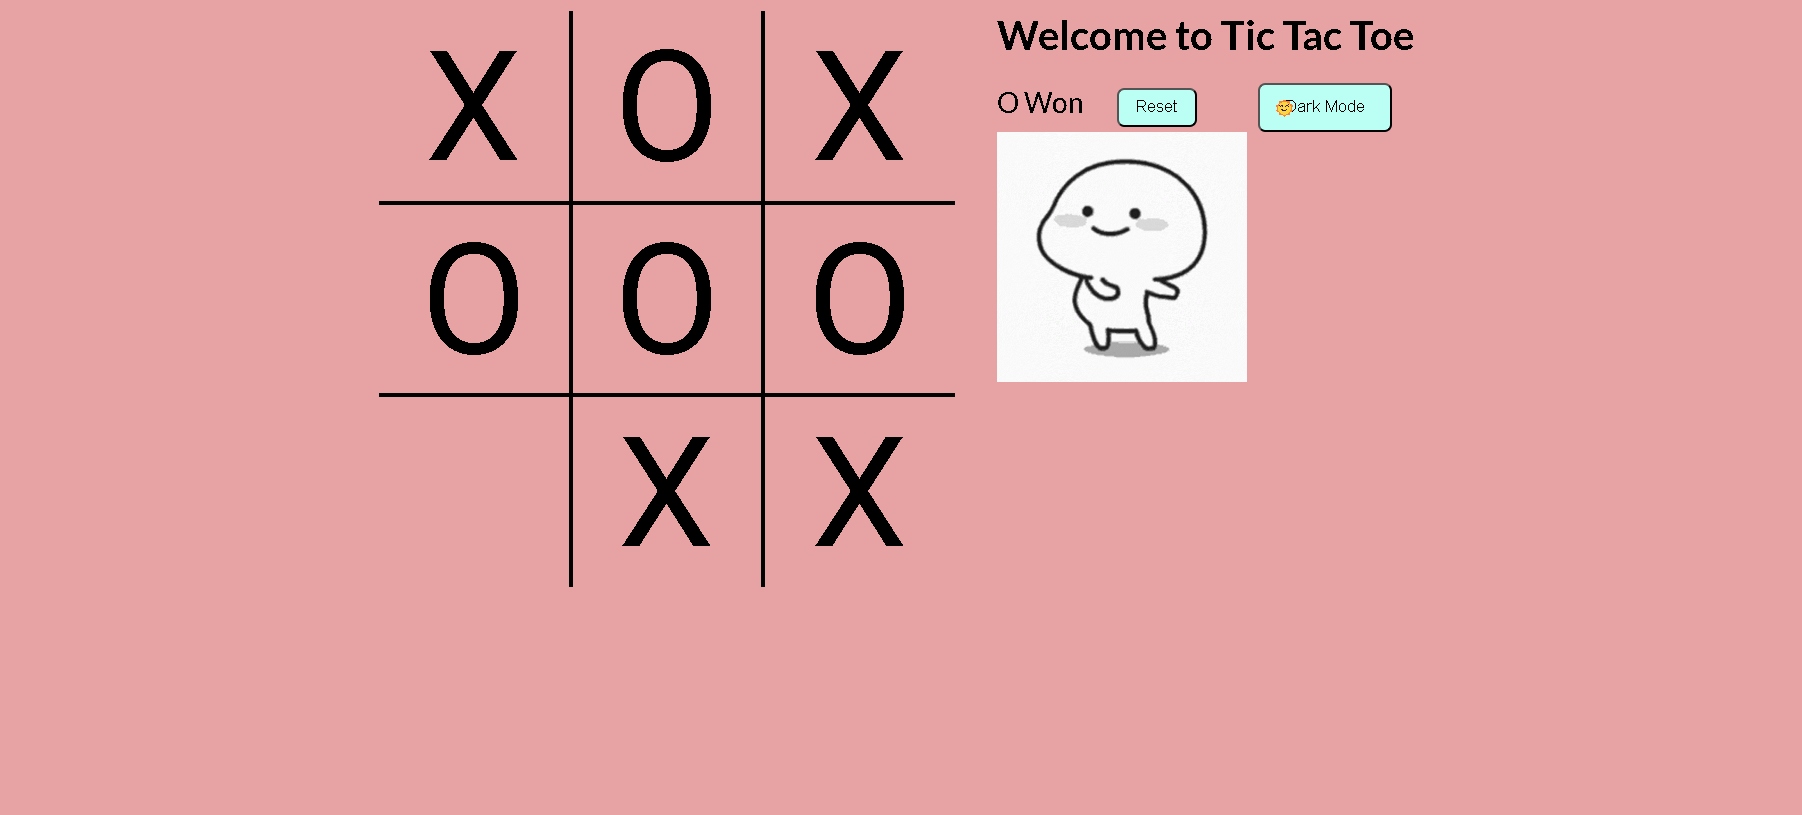 X O X
O O O
X X
Welcome to Tic Tac Toe
O Won Reset Dark Mode